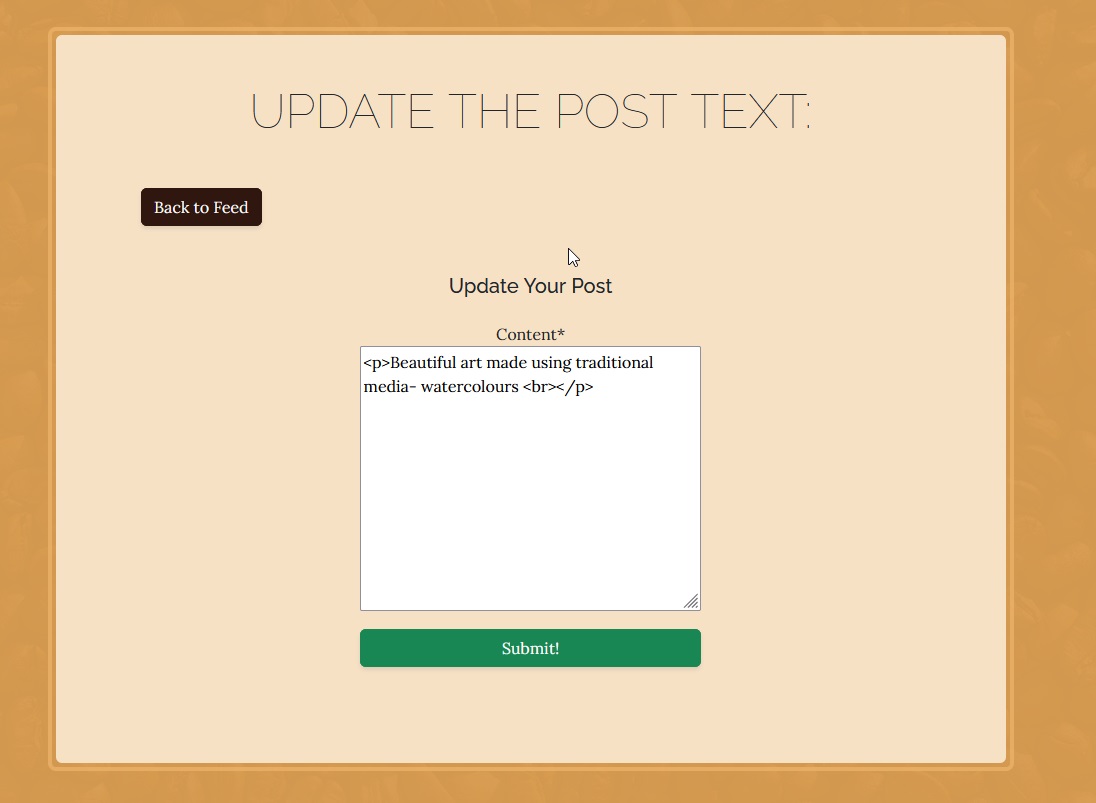 UPDATE THE POST TEXT:
Back to Feed
Update Your Post
Content*
<p>Beautiful art made using traditional
media- watercolours <br></p>
Submit!